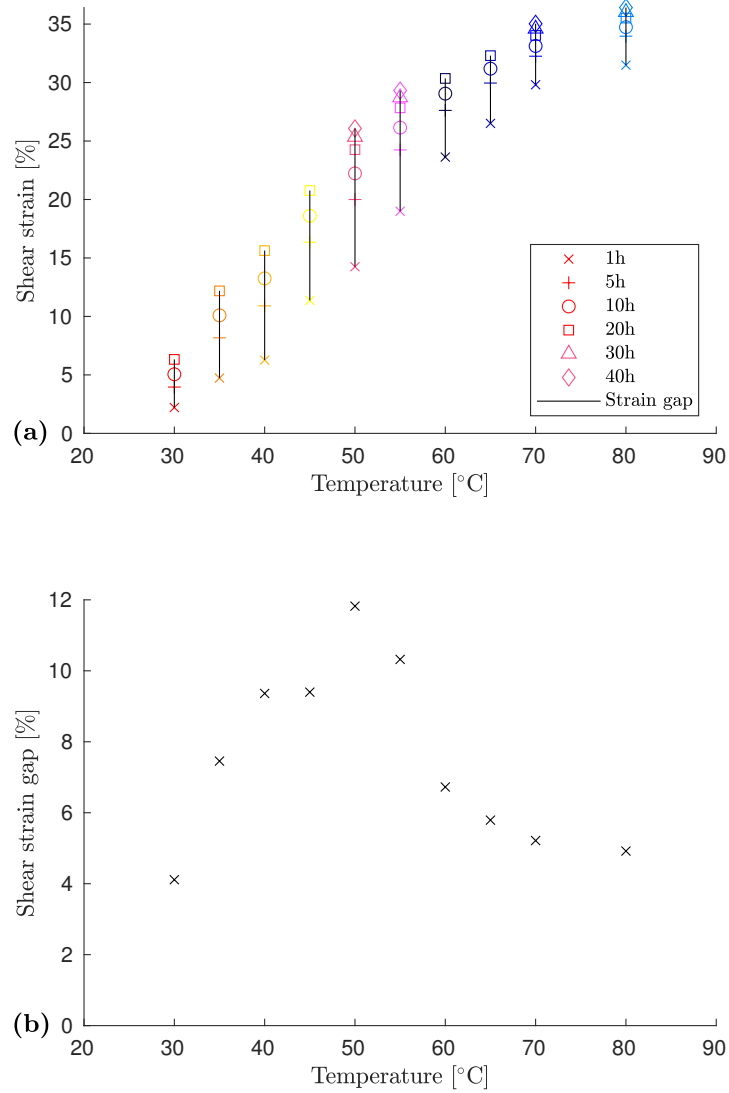 35
30
25
20
15
10
5
0
Shear strain [%]
1h
5h
10h
20h
30h
40h
Strain gap
(a)
20 30 40 50 60 70 80 90
Temperature [°C]
12
10
8
6
4
2
0
Shear strain gap [%]
(b)
20 30 40 50 60 70 80 90
Temperature [°C]